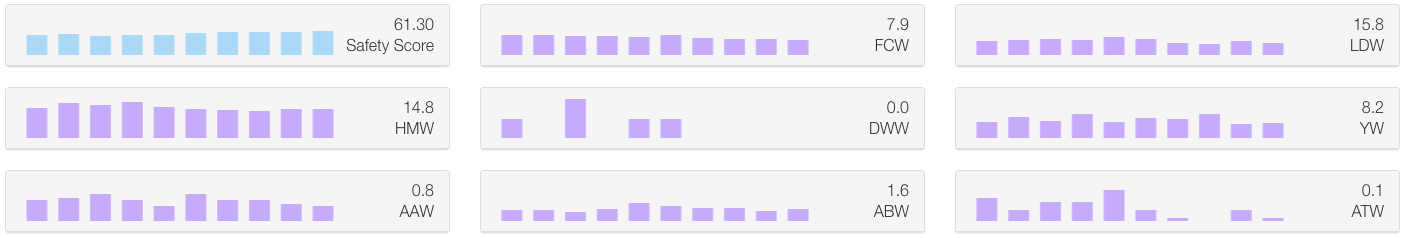 61.30
Safety Score
7.9
FCW
15.8
LDW
14.8
HMW
0.0
DWW
8.2
YW
0.8
AAW
1.6
ABW
0.1
ATW